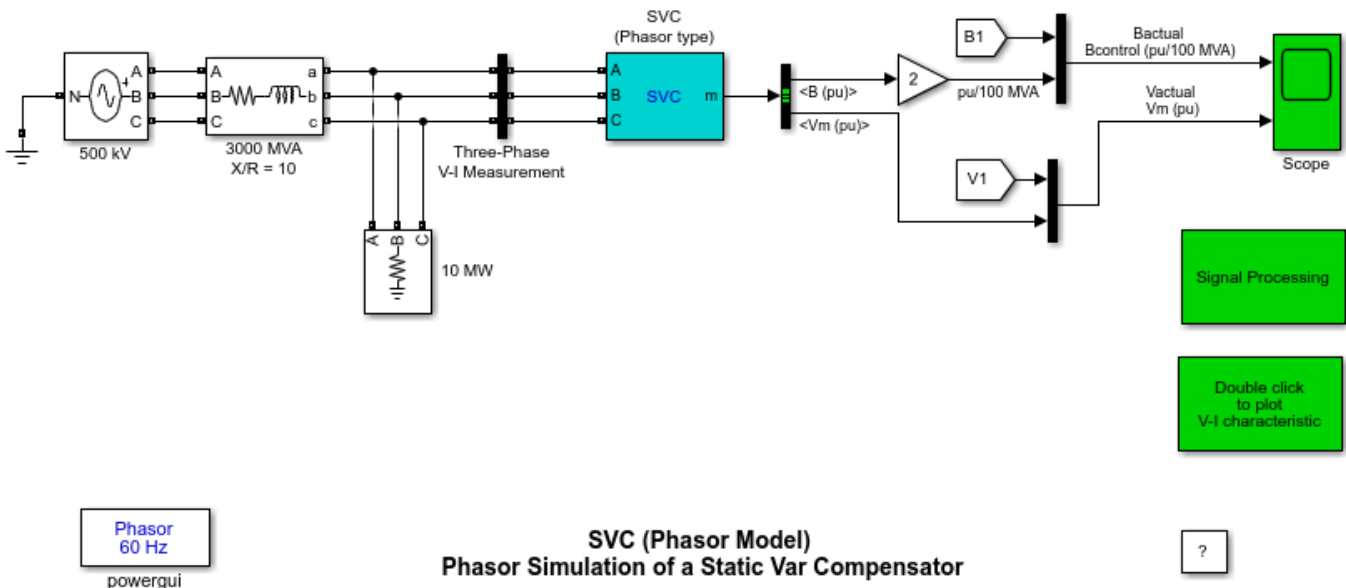 SVC
(Phasor type)
N
A
B
C
500 kV
A
B
C
a
b
c
3000 MVA
X/R = 10
Three-Phase
V-I Measurement
A
B
C
SVC
m
<B (pu)>
<Vm (pu)>
2
pu/100 MVA
B1
V1
Bactual
Bcontrol (pu/100 MVA)
Vactual
Vm (pu)
Scope
A
B
C
10 MW
Signal Processing
Double click
to plot
V-I characteristic
Phasor
60 Hz
powergui
SVC (Phasor Model)
Phasor Simulation of a Static Var Compensator
?